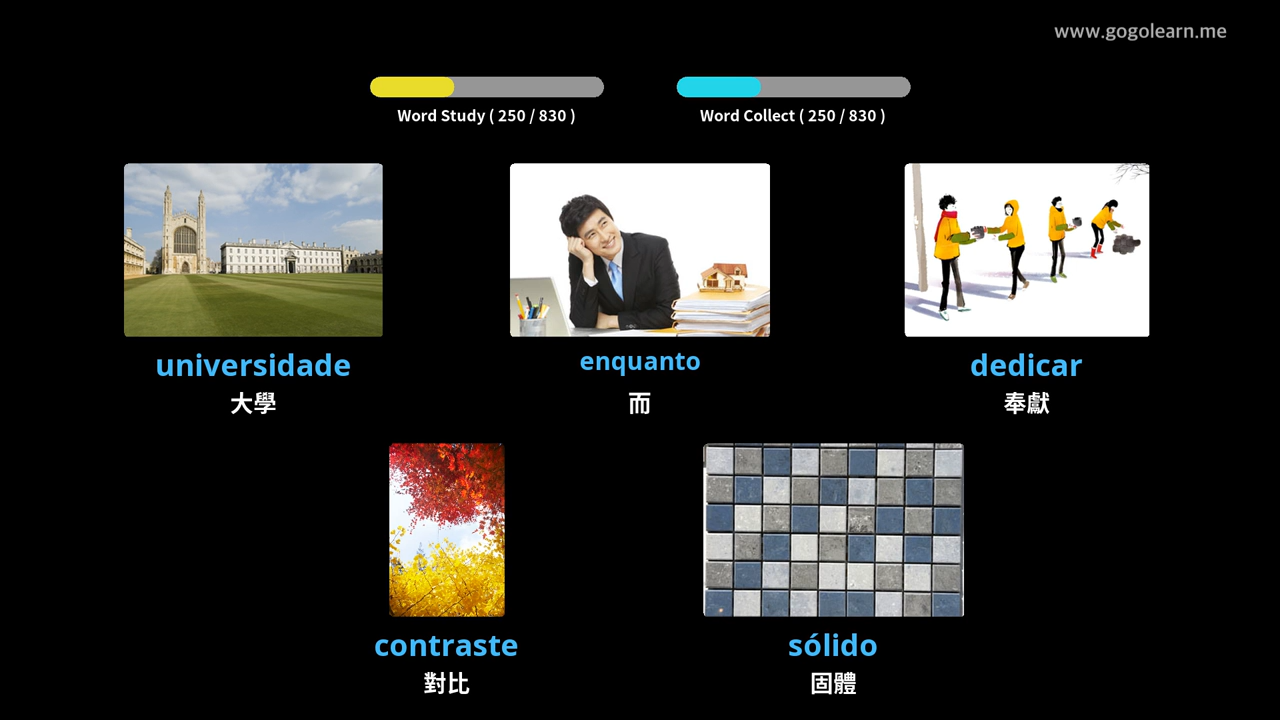 www.gogolearn.me
Word Study ( 250 / 830 )
Word Collect ( 250 / 830 )
universidade
大學
enquanto
而
dedicar
奉獻
contraste
對比
sólido
固體